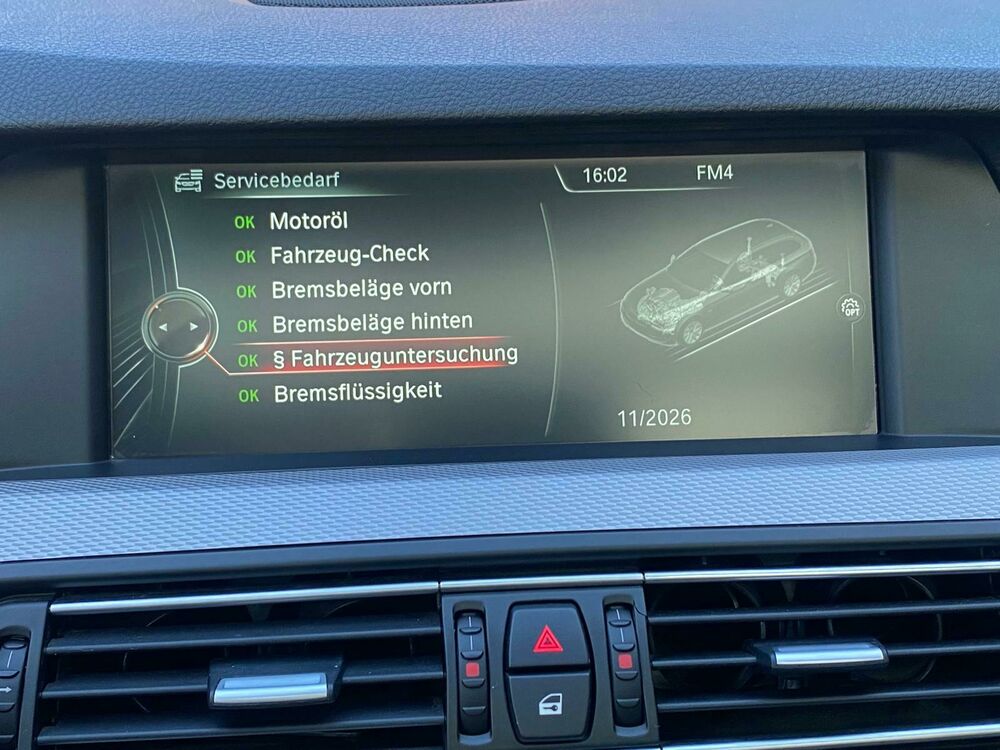 Servicebedarf
16:02
FM4
OK Motoröl
OK Fahrzeug-Check
OK Bremsbeläge vorn
OK Bremsbeläge hinten
OK § Fahrzeuguntersuchung
OK Bremsflüssigkeit
OPT
11/2026